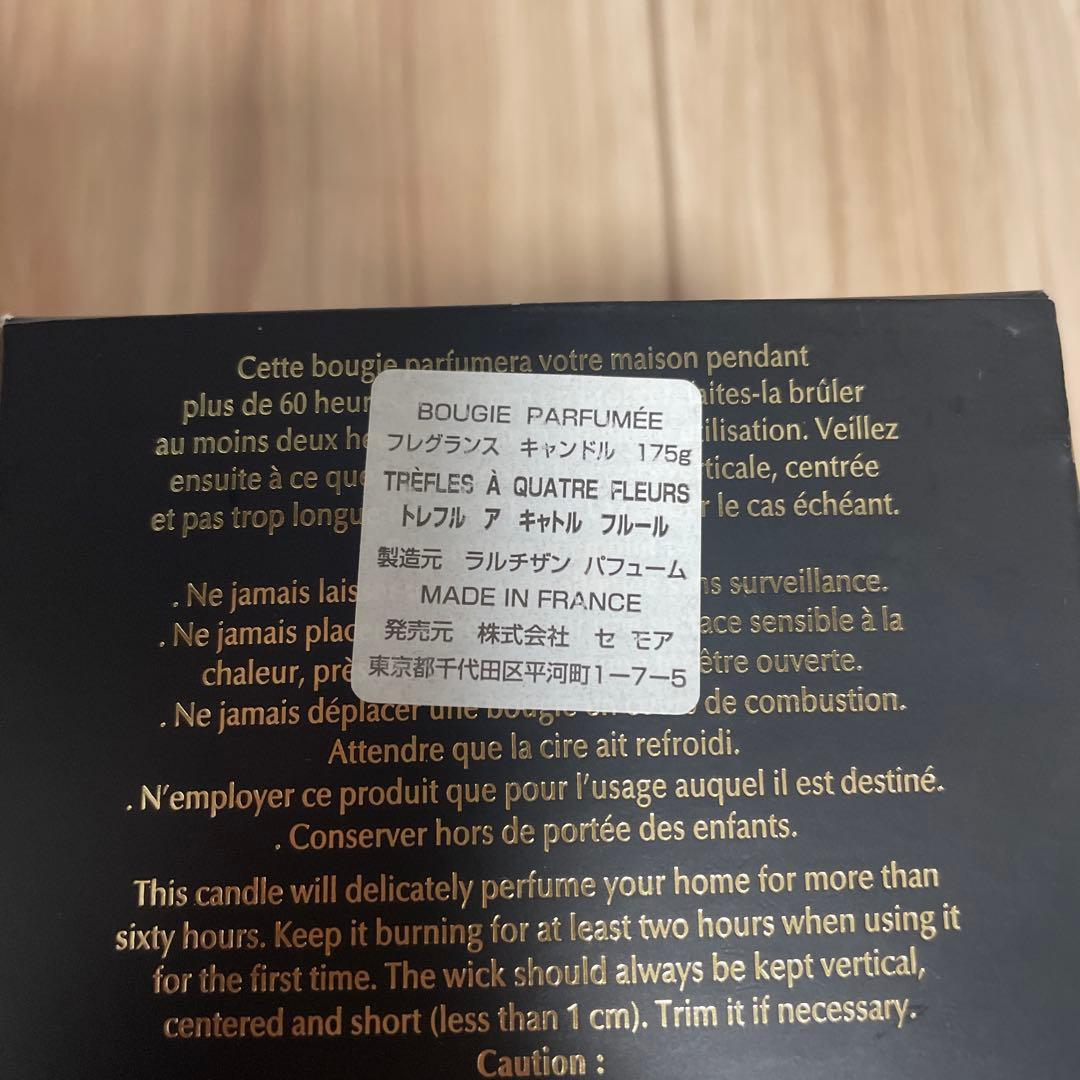 Cette bougie parfumera votre maison pendant
plus de 60 heur aites-la brûler
au moins deux he ilisation. Veillez
ensuite à ce que rticale, centrée
et pas trop longu r le cas échéant.
BOUGIE PARFUMÉE
フレグランス キャンドル 175g
TRÈFLES À QUATRE FLEURS
トレフル ア キャトル フルール
製造元 ラルチザン パフューム
MADE IN FRANCE
発売元 株式会社 セ モア
東京都千代田区平河町1-7-5
. Ne jamais lais ns surveillance.
. Ne jamais plac ace sensible à la
chaleur, prè être ouverte.
. Ne jamais déplacer une bougie de combustion.
Attendre que la cire ait refroidi.
. N'employer ce produit que pour l'usage auquel il est destiné.
. Conserver hors de portée des enfants.
This candle will delicately perfume your home for more than
sixty hours. Keep it burning for at least two hours when using it
for the first time. The wick should always be kept vertical,
centered and short (less than 1 cm). Trim it if necessary.
Caution :